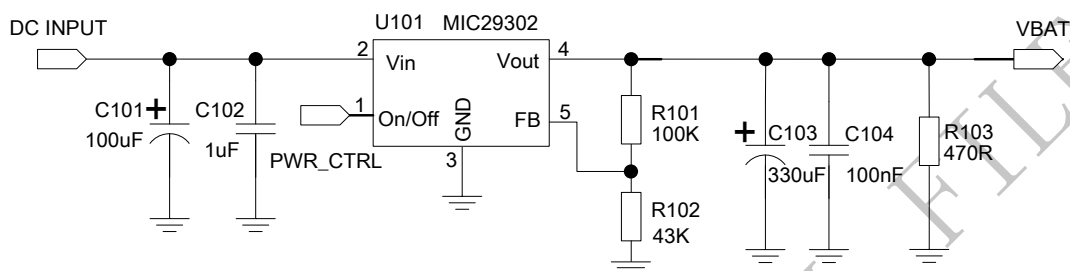 DC INPUT
U101 MIC29302
VBAT
2
Vin
Vout
4
C101
+
100uF
C102
1uF
1
On/Off
PWR_CTRL
GND
3
FB
5
R101
100K
R102
43K
+
C103
330uF
C104
100nF
R103
470R
FILE